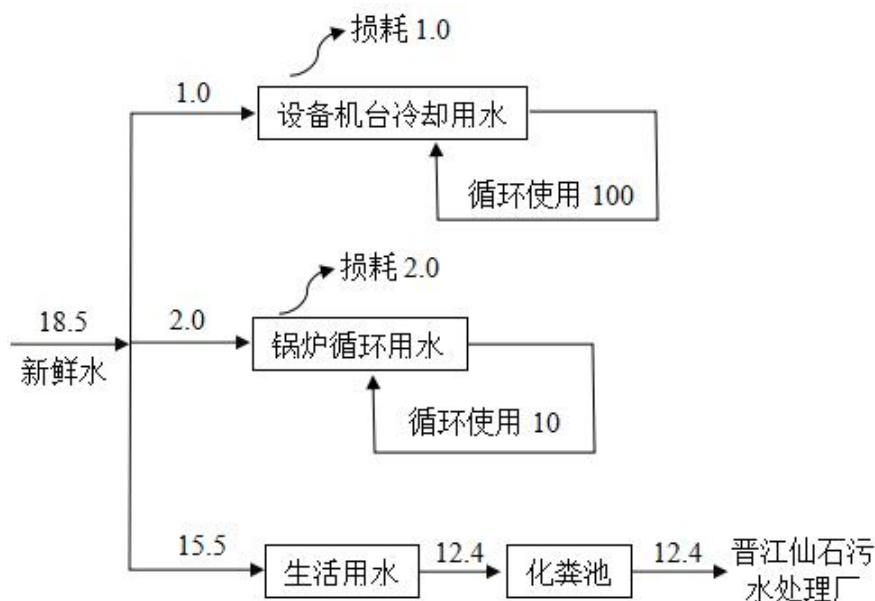 损耗1.0
1.0
设备机台冷却用水
循环使用 100
损耗 2.0
18.5
2.0
新鲜水
锅炉循环用水
循环使用 10
15.5
生活用水
12.4
化粪池
12.4
晋江仙石污
水处理厂